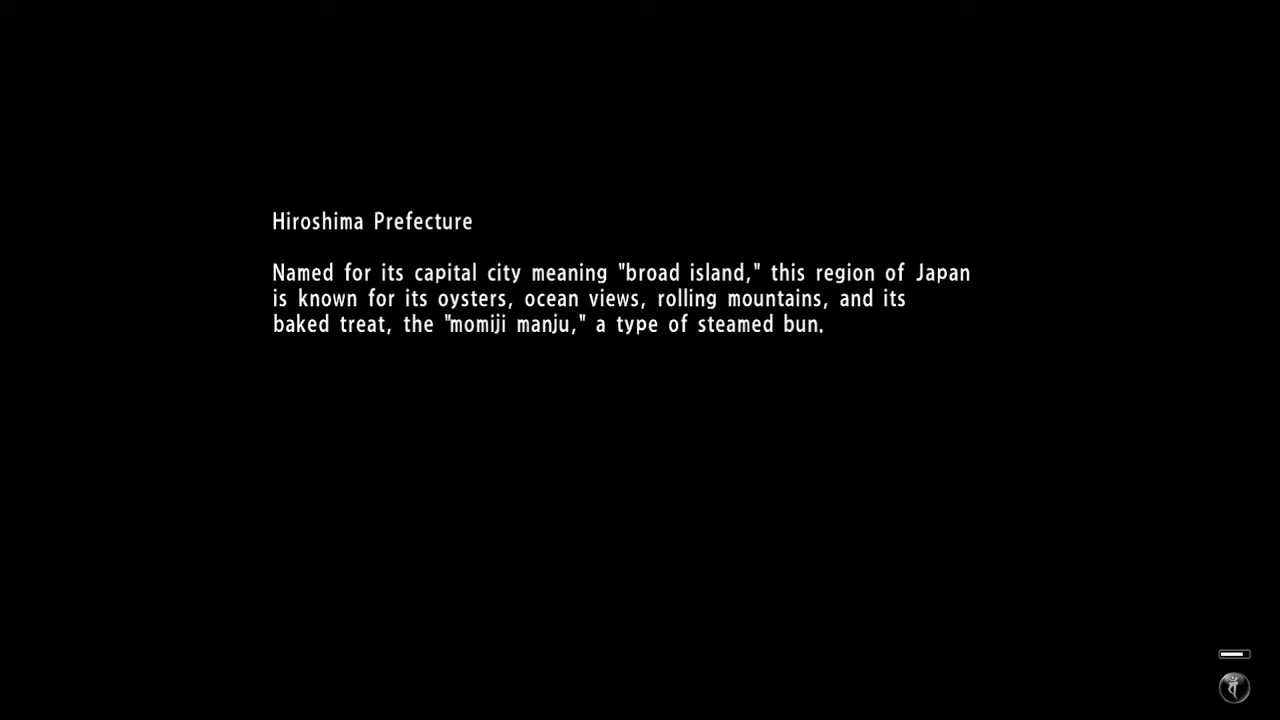 Hiroshima Prefecture
Named for its capital city meaning "broad island," this region of Japan
is known for its oysters, ocean views, rolling mountains, and its
baked treat, the "momiji manju," a type of steamed bun.